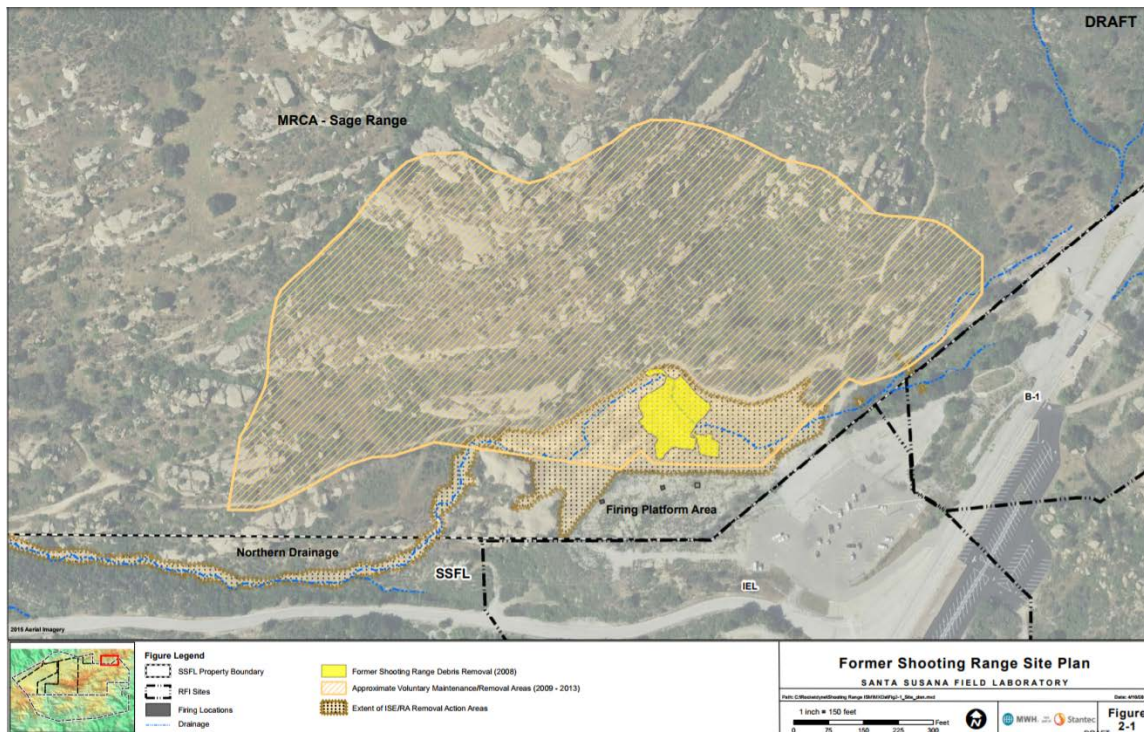 DRAFT
MRCA - Sage Range
B-1
Firing Platform Area
Northern Drainage
SSFL
IEL
2016 Aerial Imagery
Figure Legend
SSFL Property Boundary
RFI Sites
Firing Locations
Drainage
Former Shooting Range Debris Removal (2008)
Approximate Voluntary Maintenance/Removal Areas (2009 - 2013)
Extent of ISE/RA Removal Action Areas
Former Shooting Range Site Plan
SANTA SUSANA FIELD LABORATORY
1 inch = 150 feet
Feet
0 75 150 225 300
MWH Stantec
DRAFT
Figure
2-1